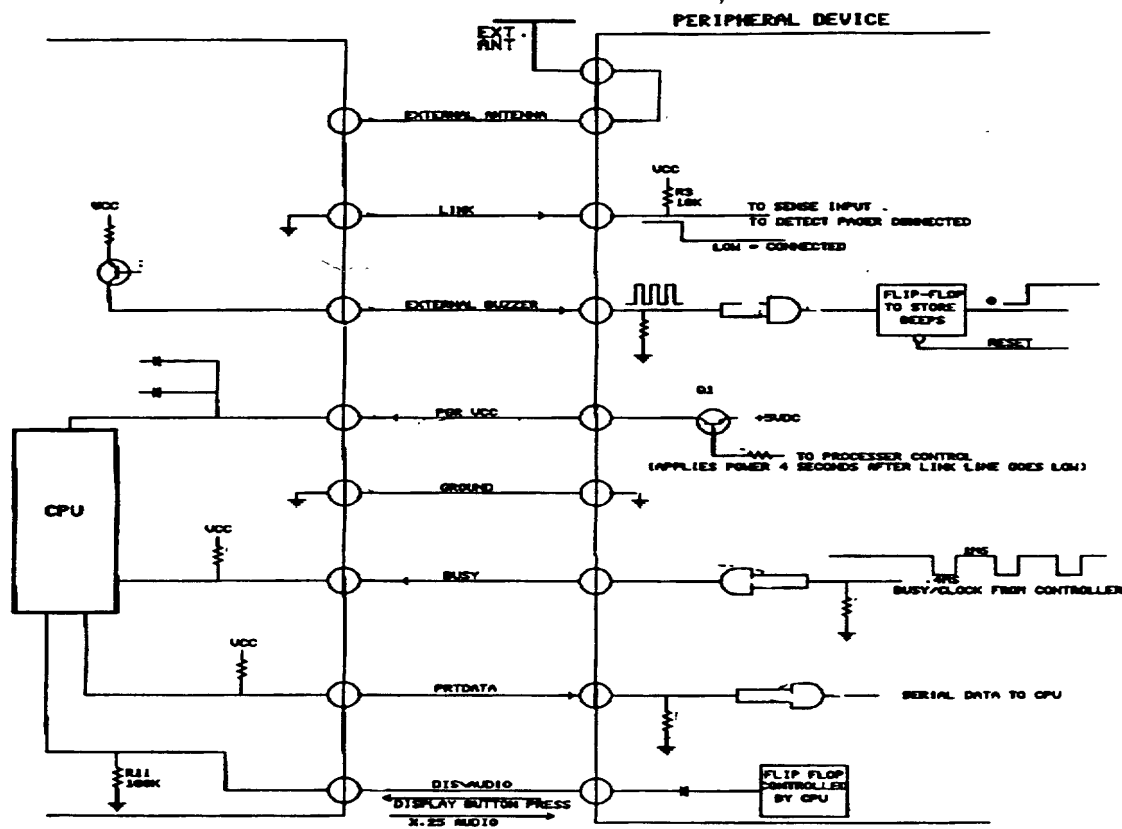 PERIPHERAL DEVICE
EXT.
ANT
EXTERNAL ANTENNA
VCC
R3
10K
LINK
TO SENSE INPUT
TO DETECT PAGER CONNECTED
LOW = CONNECTED
VCC
EXTERNAL BUZZER
FLIP-FLOP
TO STORE
BEEPS
RESET
Q1
PGR VCC
+5VDC
TO PROCESSER CONTROL
(APPLIES POWER 4 SECONDS AFTER LINK LINE GOES LOW)
GROUND
CPU
VCC
BUSY
.4MS
BUSY/CLOCK FROM CONTROLLER
VCC
PRTDATA
SERIAL DATA TO CPU
R11
100K
DIS\AUDIO
DISPLAY BUTTON PRESS
X.25 AUDIO
FLIP FLOP
CONTROLLED
BY CPU